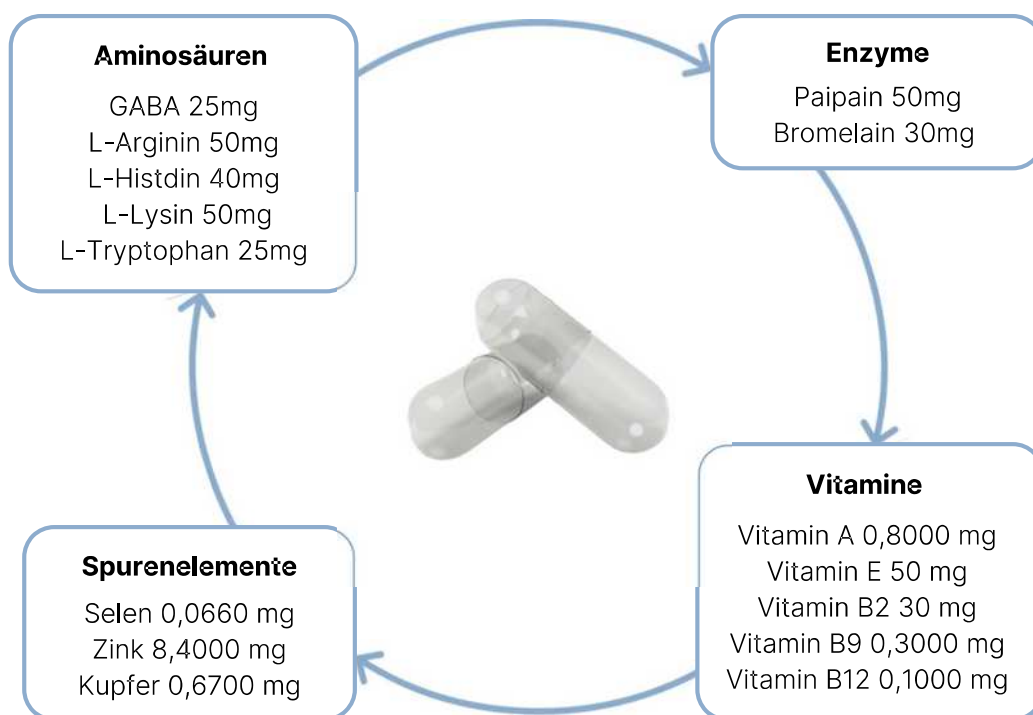 Aminosäuren
GABA 25mg
L-Arginin 50mg
L-Histdin 40mg
L-Lysin 50mg
L-Tryptophan 25mg
Enzyme
Paipain 50mg
Bromelain 30mg
Vitamine
Vitamin A 0,8000 mg
Vitamin E 50 mg
Vitamin B2 30 mg
Vitamin B9 0,3000 mg
Vitamin B12 0,1000 mg
Spurenelemente
Selen 0,0660 mg
Zink 8,4000 mg
Kupfer 0,6700 mg